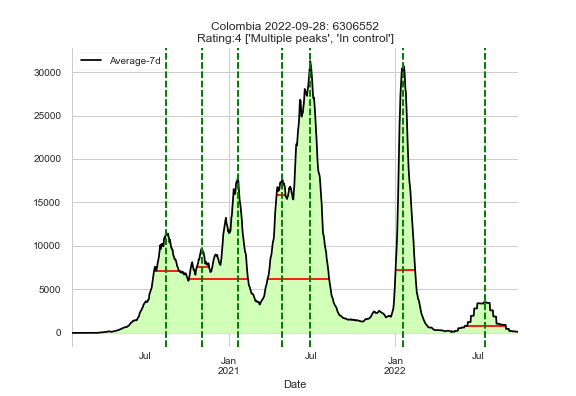 Colombia 2022-09-28: 6306552
Rating:4 ['Multiple peaks', 'In control']
Average-7d
30000
25000
20000
15000
10000
5000
0
Jul
Jan
2021
Jul
Jan
2022
Jul
Date